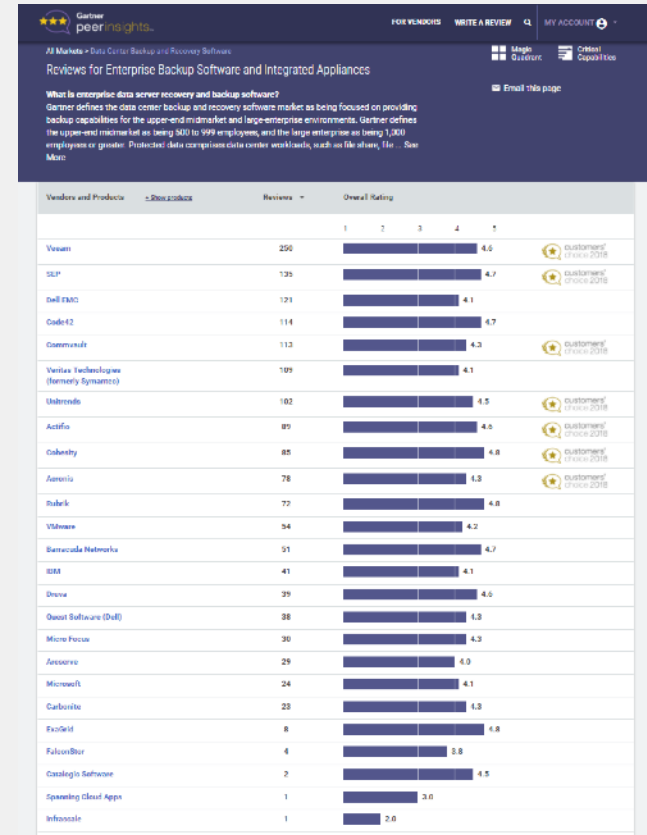 Gartner
peerinsights™
FOR VENDORS WRITE A REVIEW MY ACCOUNT
All Markets > Data Center Backup and Recovery Software
Reviews for Enterprise Backup Software and Integrated Appliances
Magic Quadrant
Critical Capabilities
Email this page
What is enterprise data server recovery and backup software?
Gartner defines the data center backup and recovery software market as being focused on providing
backup capabilities for the upper-end midmarket and large-enterprise environments. Gartner defines
the upper-end midmarket as being 500 to 999 employees, and the large enterprise as being 1,000
employees or greater. Protected data comprises data center workloads, such as file share, file ... See
More
Vendors and Products + Show products Reviews Overall Rating
1 2 3 4 5
Veeam 250 4.6 customers' choice 2018
SEP 135 4.7 customers' choice 2018
Dell EMC 121 4.1
Code42 114 4.7
Commvault 113 4.3 customers' choice 2018
Veritas Technologies 109 4.1
(formerly Symantec)
Unitrends 102 4.5 customers' choice 2018
Actifio 89 4.6 customers' choice 2018
Cohesity 85 4.8 customers' choice 2018
Acronis 78 4.3 customers' choice 2018
Rubrik 72 4.8
VMware 54 4.2
Barracuda Networks 51 4.7
IBM 41 4.1
Druva 39 4.6
Quest Software (Dell) 38 4.3
Micro Focus 30 4.3
Arcserve 29 4.0
Microsoft 24 4.1
Carbonite 23 4.3
ExaGrid 8 4.8
FalconStor 4 3.8
Catalogic Software 2 4.5
Spanning Cloud Apps 1 3.0
Infrascale 1 2.0